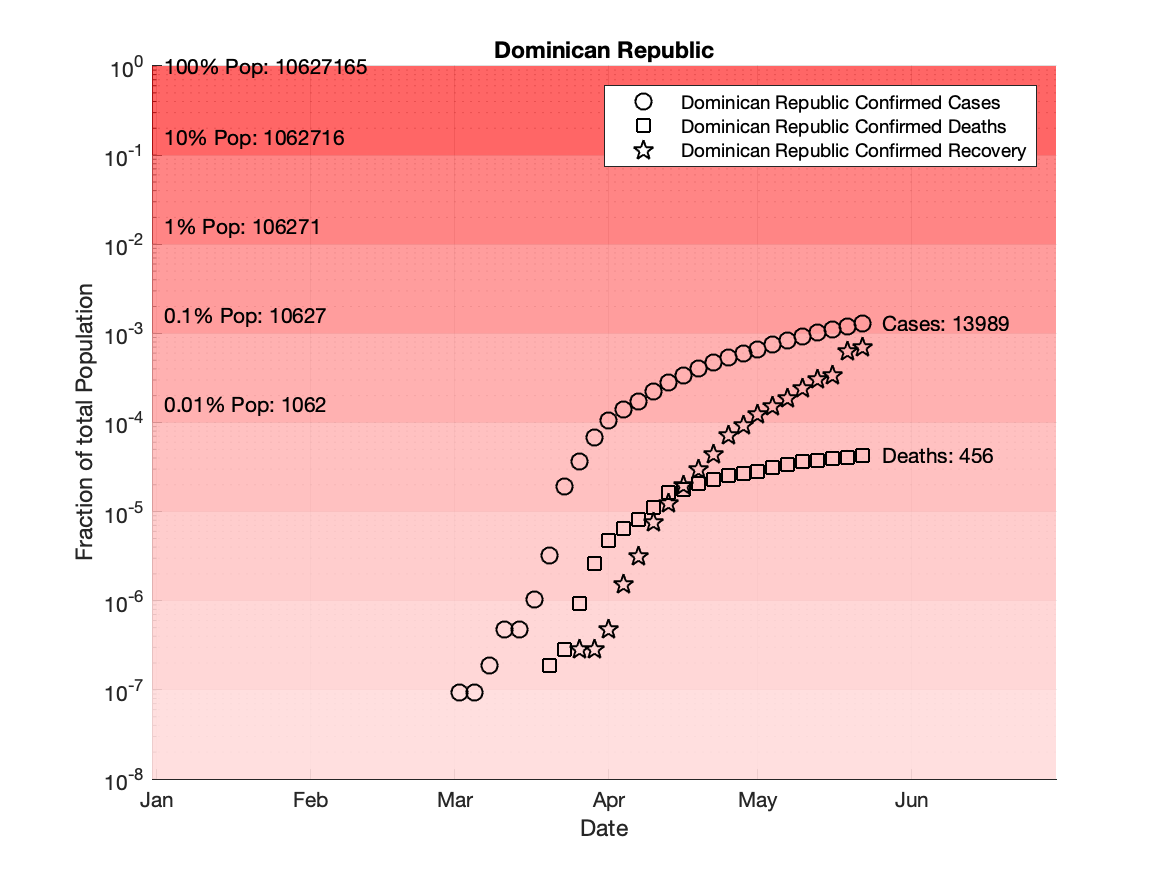 Dominican Republic
10^0
10^-1
10^-2
10^-3
10^-4
10^-5
10^-6
10^-7
10^-8
Fraction of total Population
100% Pop: 10627165
10% Pop: 1062716
1% Pop: 106271
0.1% Pop: 10627
0.01% Pop: 1062
Dominican Republic Confirmed Cases
Dominican Republic Confirmed Deaths
Dominican Republic Confirmed Recovery
Cases: 13989
Deaths: 456
Jan Feb Mar Apr May Jun
Date